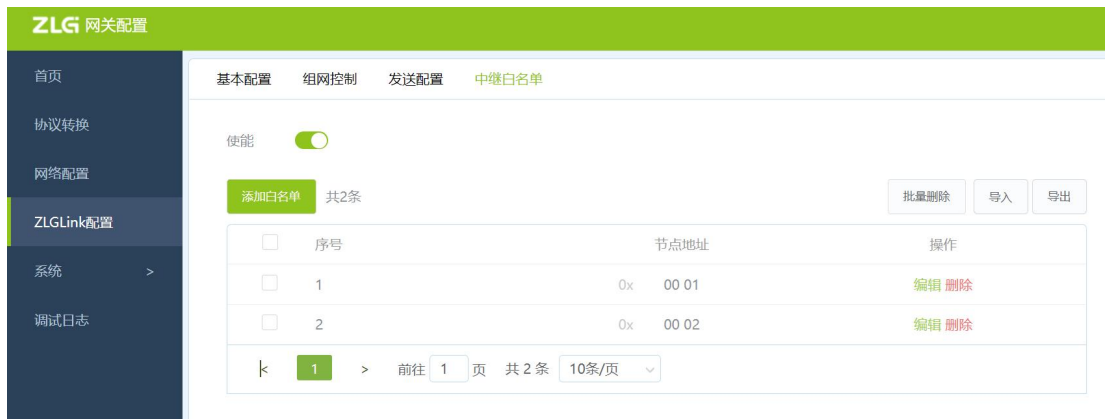 ZLG 网关配置
首页
协议转换
网络配置
ZLGLink配置
系统 >
调试日志
基本配置 组网控制 发送配置 中继白名单
使能
添加白名单 共2条 批量删除 导入 导出
序号 节点地址 操作
1 0x 00 01 编辑 删除
2 0x 00 02 编辑 删除
1 > 前往 1 页 共 2 条 10条/页